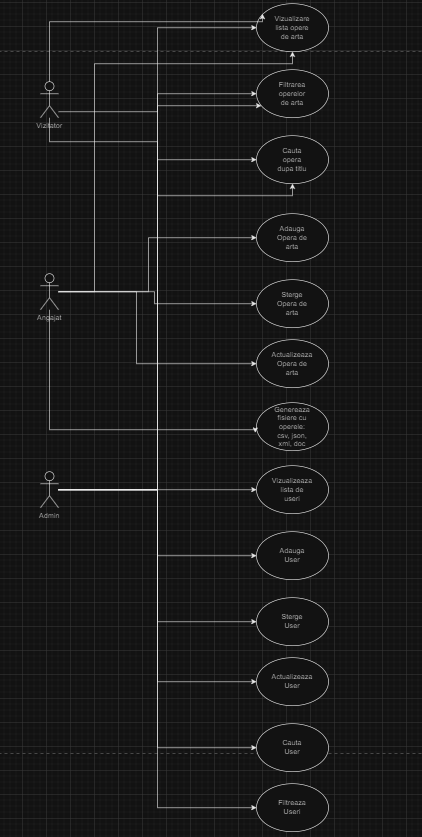 Vizualizare
lista opere
de arta
Filtrarea
operelor
de arta
Vizitator
Cauta
opera
dupa titlu
Adauga
Opera de
arta
Sterge
Opera de
arta
Angajat
Actualizeaza
Opera de
arta
Genereaza
fisiere cu
operele:
csv, json,
xml, doc
Vizualizeaza
lista de
useri
Admin
Adauga
User
Sterge
User
Actualizeaza
User
Cauta
User
Filtreaza
Useri